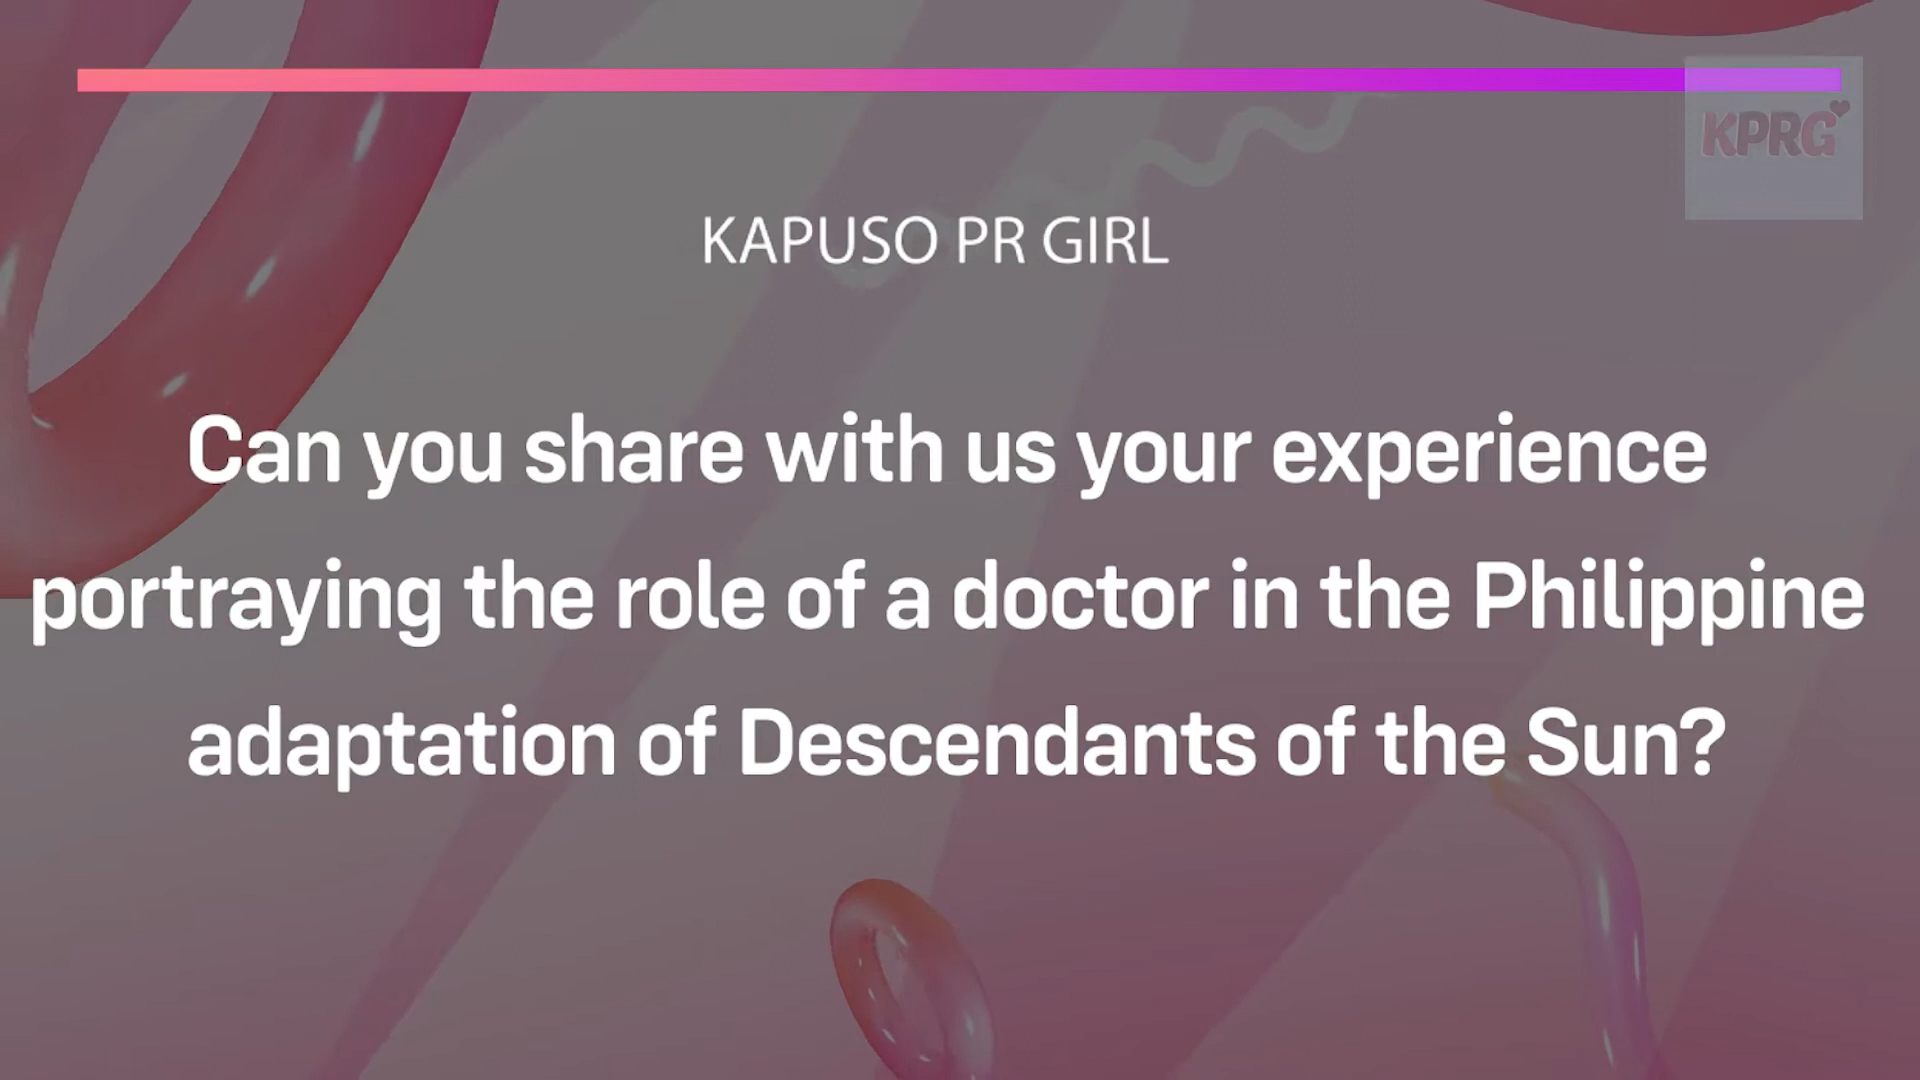 KPRG
KAPUSO PR GIRL
Can you share with us your experience
portraying the role of a doctor in the Philippine
adaptation of Descendants of the Sun?